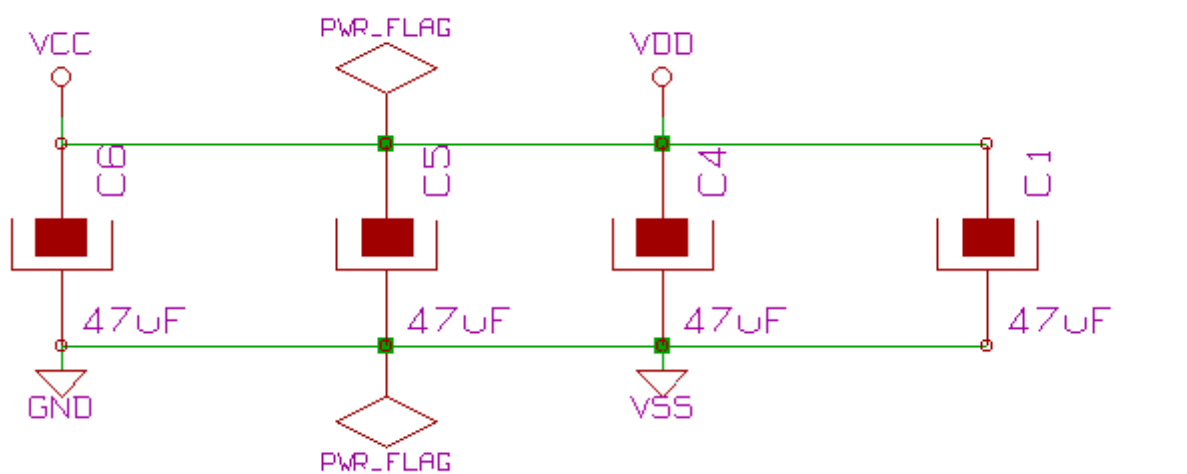 PWR_FLAG
VCC
VDD
C6
C5
C4
C1
47uF
47uF
47uF
47uF
GND
VSS
PWR_FLAG